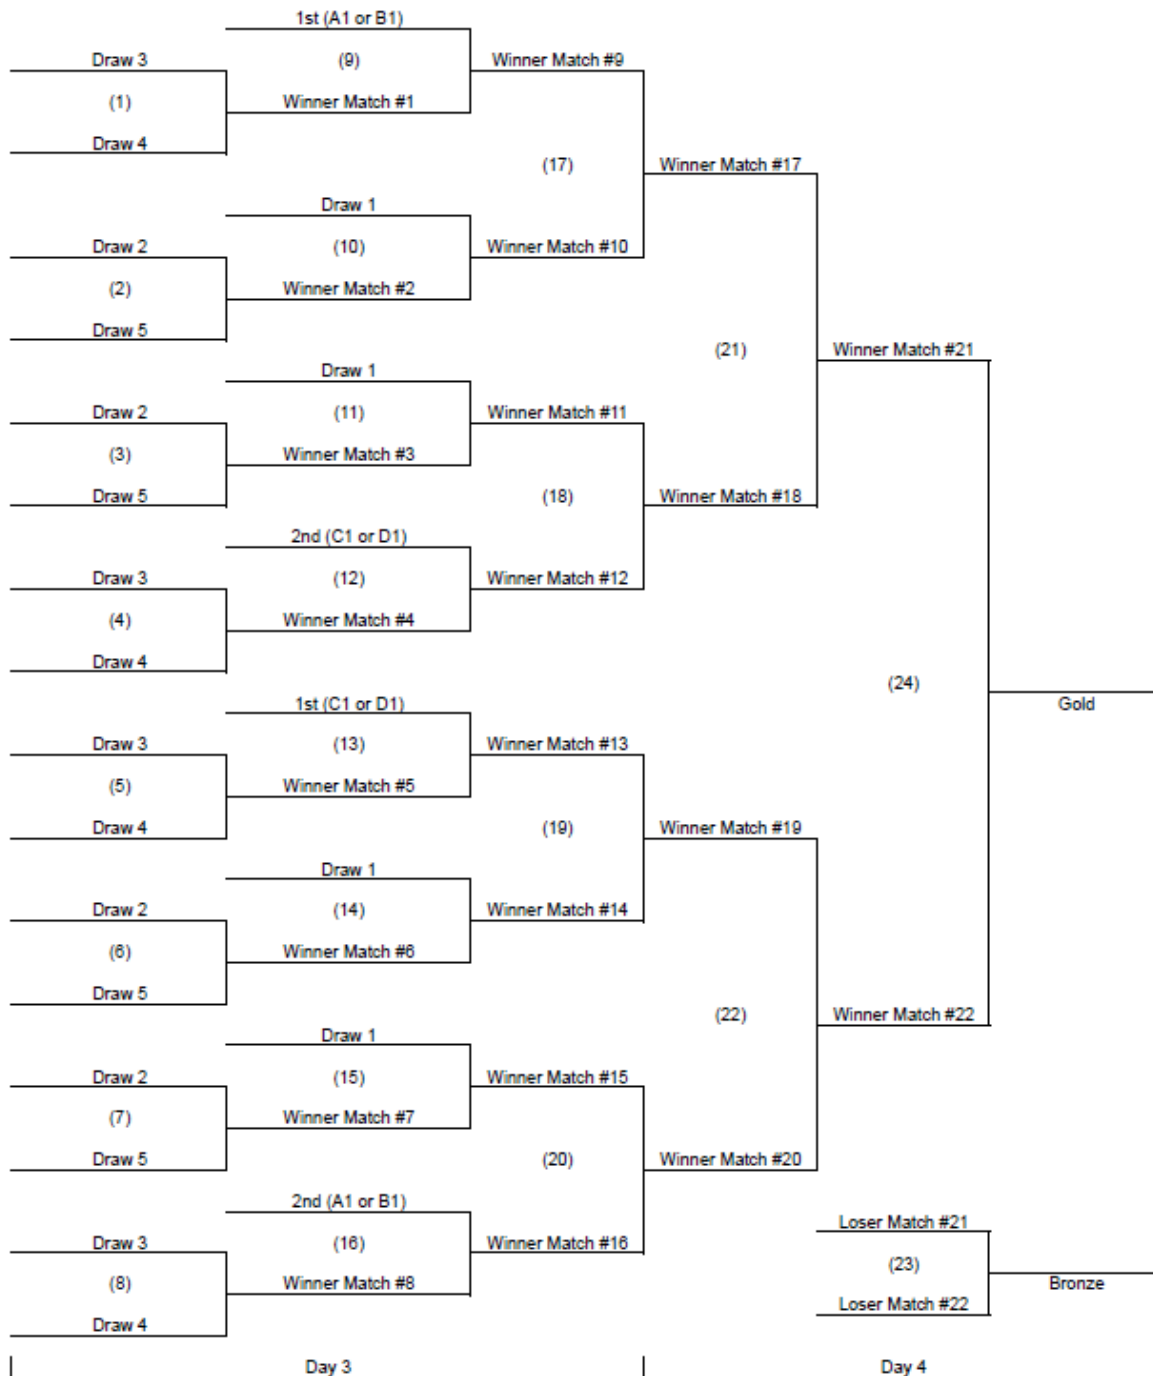 1st (A1 or B1)
Draw 3
(9)
Winner Match #9
(1)
Winner Match #1
Draw 4
(17)
Winner Match #17
Draw 1
Draw 2
(10)
Winner Match #10
(2)
Winner Match #2
Draw 5
(21)
Winner Match #21
Draw 1
Draw 2
(11)
Winner Match #11
(3)
Winner Match #3
Draw 5
(18)
Winner Match #18
2nd (C1 or D1)
Draw 3
(12)
Winner Match #12
(4)
Winner Match #4
Draw 4
(24)
Gold
1st (C1 or D1)
Draw 3
(13)
Winner Match #13
(5)
Winner Match #5
Draw 4
(19)
Winner Match #19
Draw 1
Draw 2
(14)
Winner Match #14
(6)
Winner Match #6
Draw 5
(22)
Winner Match #22
Draw 1
Draw 2
(15)
Winner Match #15
(7)
Winner Match #7
Draw 5
(20)
Winner Match #20
2nd (A1 or B1)
Loser Match #21
Draw 3
(16)
Winner Match #16
(23)
(8)
Winner Match #8
Bronze
Loser Match #22
Draw 4
Day 3
Day 4